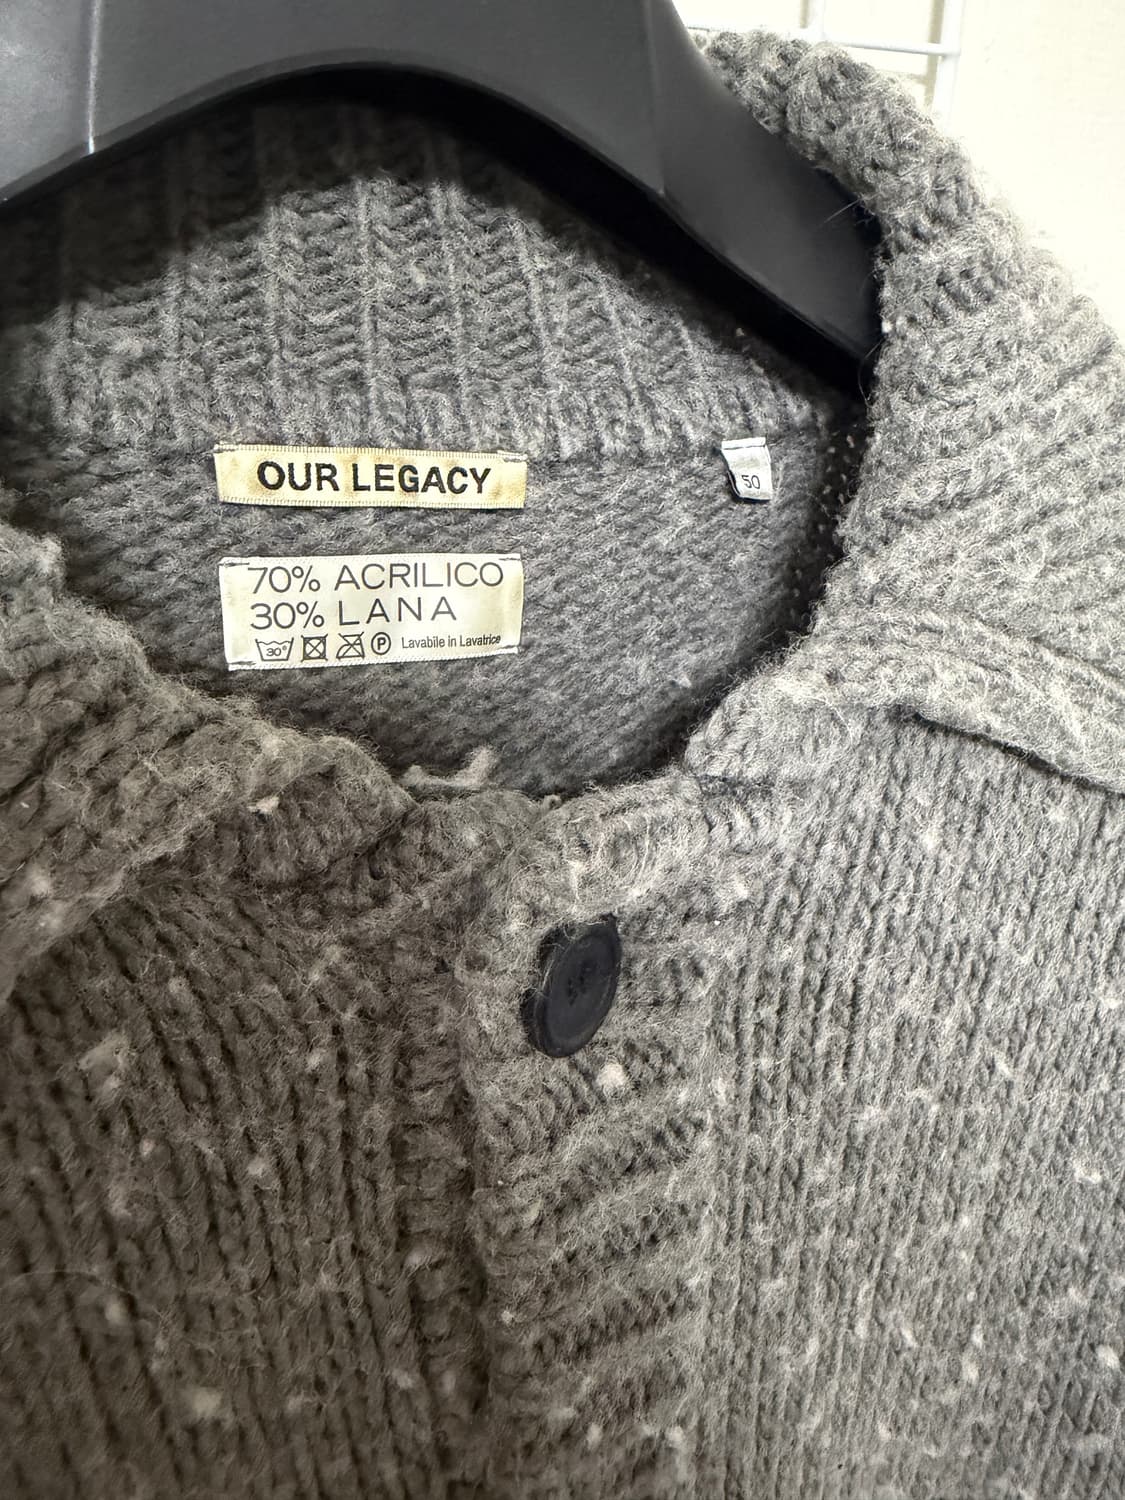 OUR LEGACY
50
70% ACRILICO
30% LANA
30° P Lavabile in Lavatrice